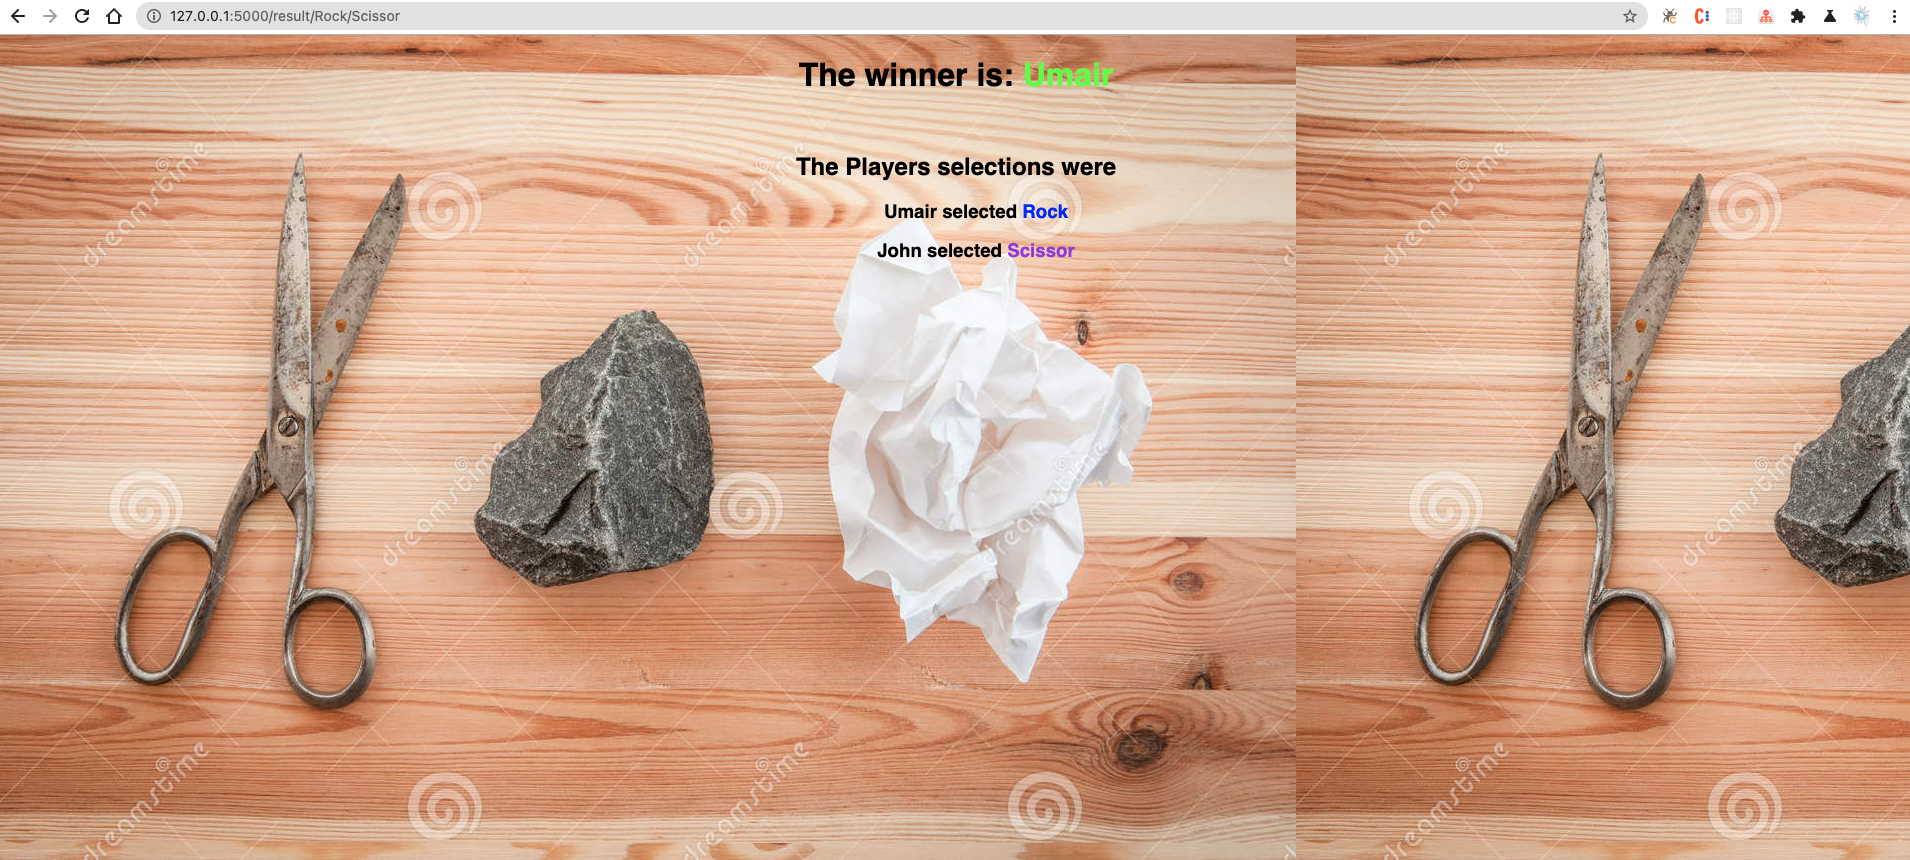 127.0.0.1:5000/result/Rock/Scissor
The winner is: Umair
The Players selections were
Umair selected Rock
John selected Scissor
dreamstime
dreamstime
dreamstime
dreamstime
dreamstime
dreamstime
dreamstime
dreamstime
dreamstime